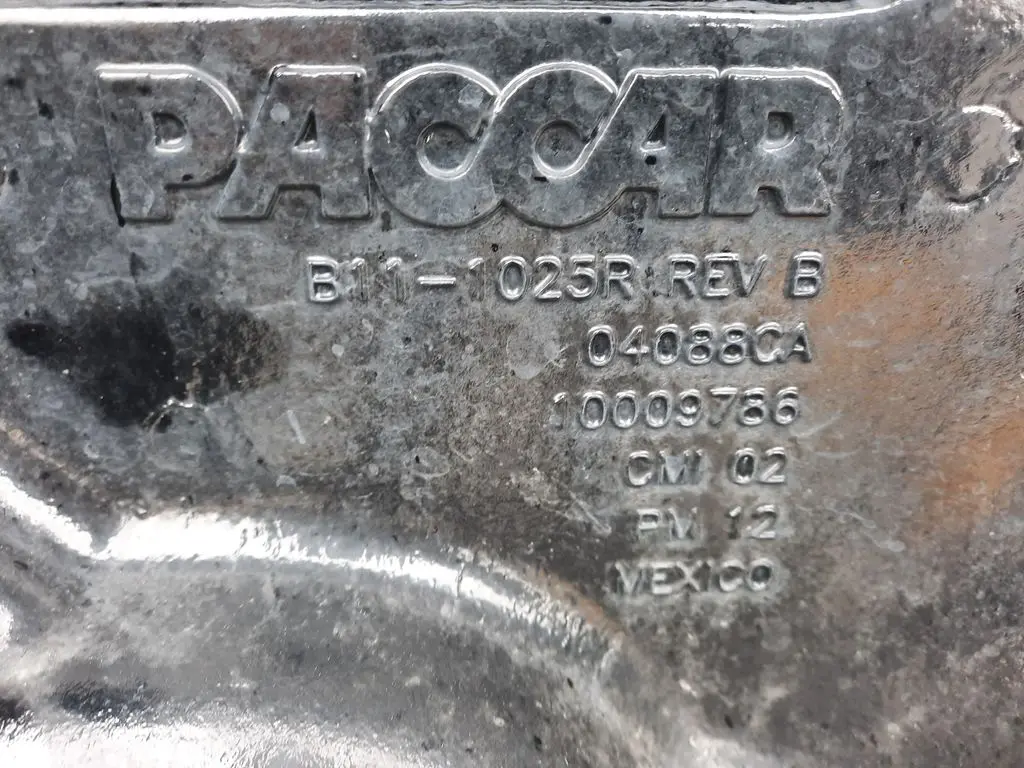 PACCAR
B11-1025R REV B
04088CA
10009786
CMI 02
PM 12
MEXICO